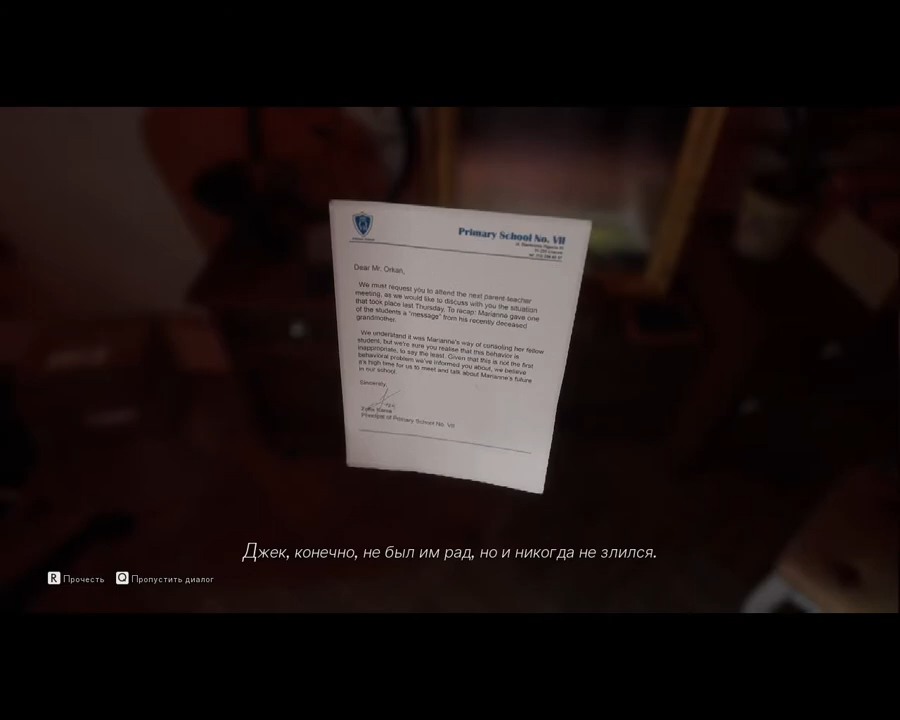 Primary School No. VII
Dear Mr. Orkan,
We must request you to attend the next parent-teacher
meeting, as we would like to discuss with you the situation
that took place last Thursday. To recap: Marianne gave one
of the students a "message" from his recently deceased
grandmother.
We understand it was Marianne's way of consoling her fellow
student, but we're sure you realise that this behavior is
inappropriate, to say the least. Given that this is not the first
behavioral problem we've informed you about, we believe
it's high time for us to meet and talk about Marianne's future
in our school.
Sincerely,
Principal of Primary School No. VII
Джек, конечно, не был им рад, но и никогда не злился.
R Прочесть Q Пропустить диалог